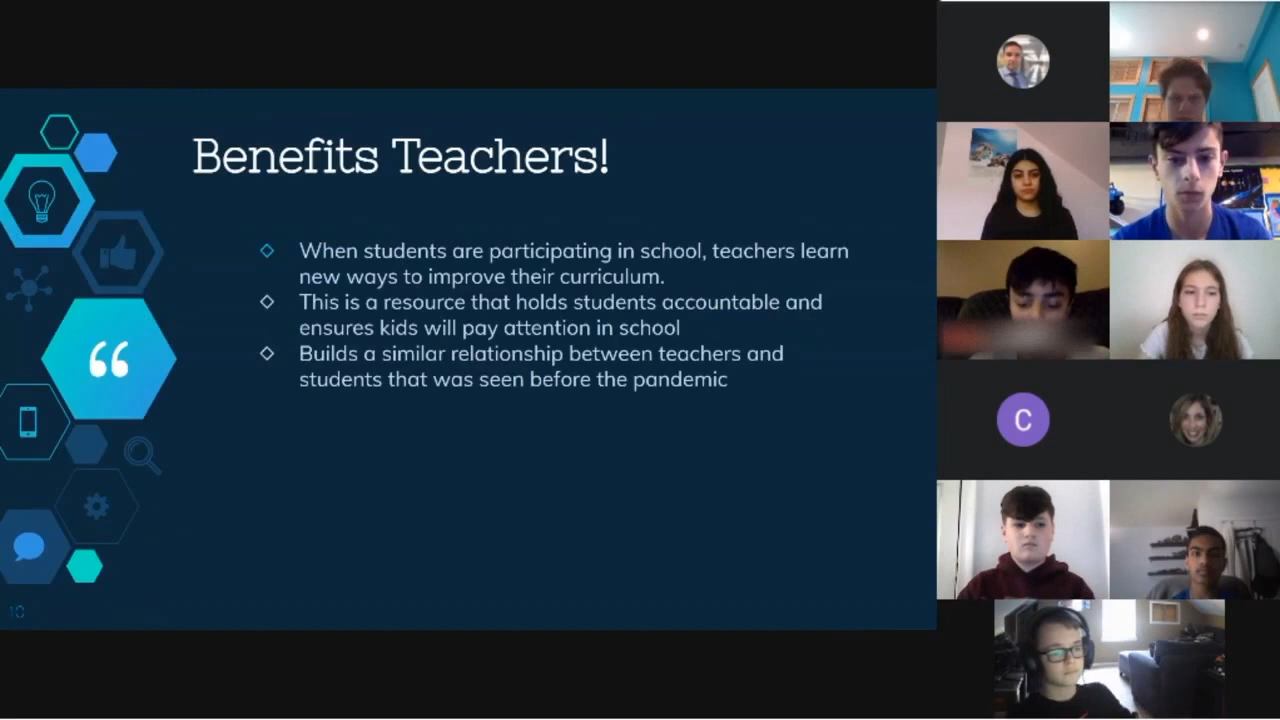 Benefits Teachers!
When students are participating in school, teachers learn
new ways to improve their curriculum.
This is a resource that holds students accountable and
ensures kids will pay attention in school
Builds a similar relationship between teachers and
students that was seen before the pandemic
10
C